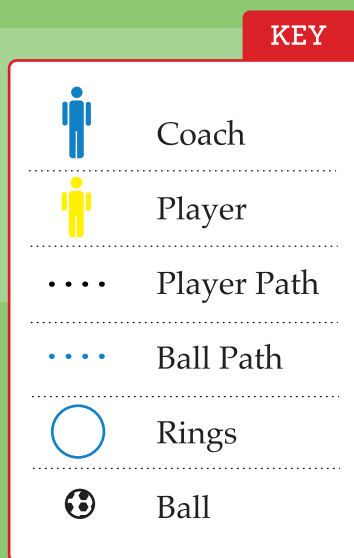 KEY
Coach
Player
Player Path
Ball Path
Rings
Ball